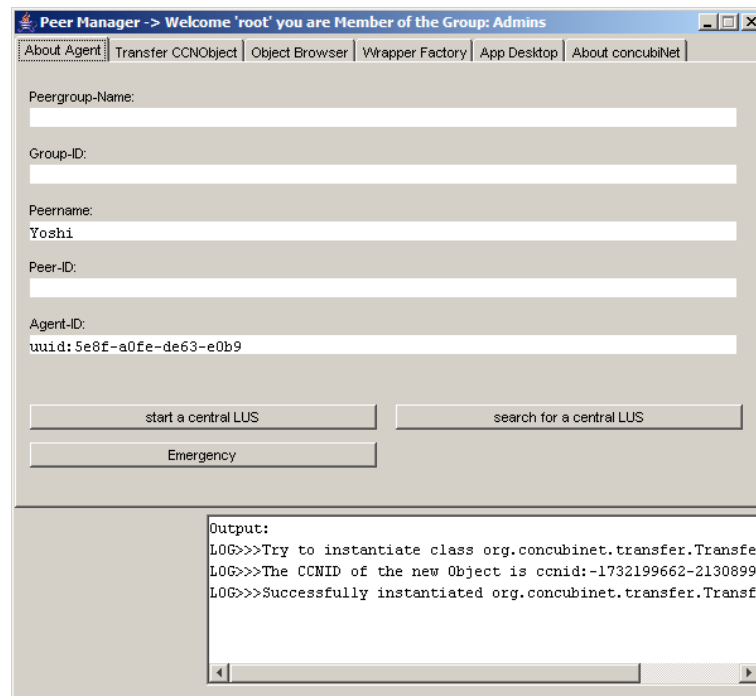 Peer Manager -> Welcome 'root' you are Member of the Group: Admins
About Agent Transfer CCNObject Object Browser Wrapper Factory App Desktop About concubiNet
Peergroup-Name:
Group-ID:
Peername:
Yoshi
Peer-ID:
Agent-ID:
uuid:5e8f-a0fe-de63-e0b9
start a central LUS search for a central LUS
Emergency
Output:
LOG>>>Try to instantiate class org.concubinet.transfer.Transfe
LOG>>>The CCNID of the new Object is ccnid:-1732199662-2130899
LOG>>>Successfully instantiated org.concubinet.transfer.Transf